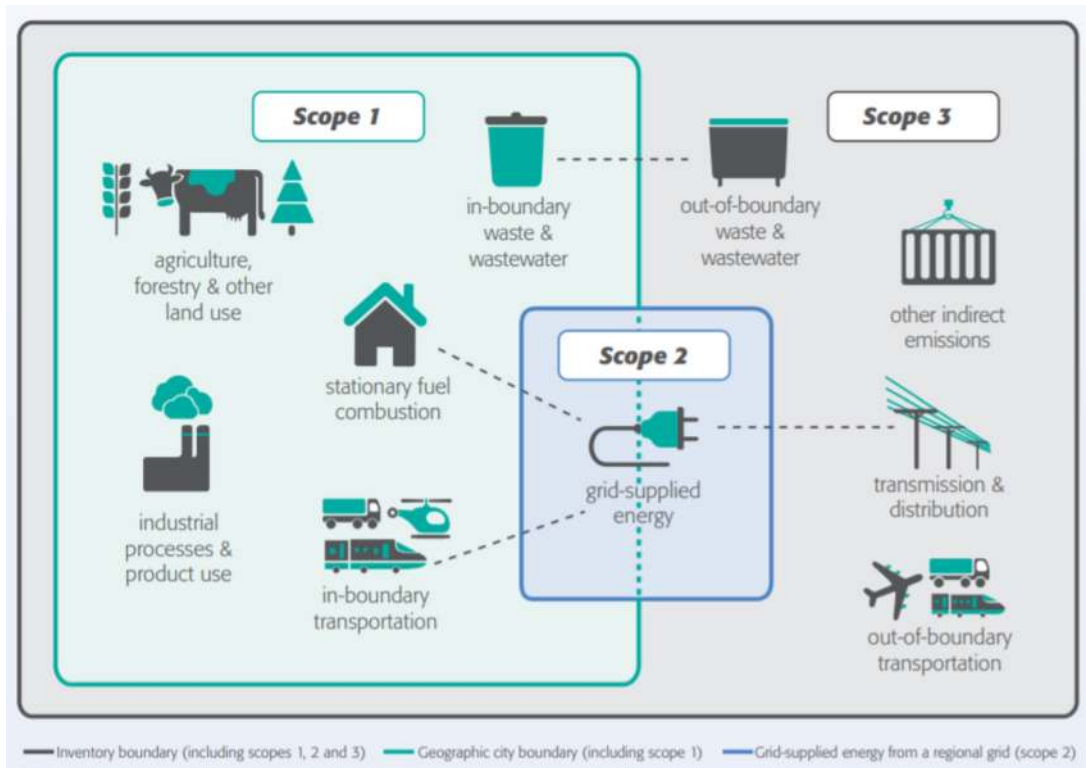 Scope 1
Scope 3
in-boundary
waste &
wastewater
out-of-boundary
waste &
wastewater
agriculture,
forestry & other
land use
other indirect
emissions
Scope 2
stationary fuel
combustion
grid-supplied
energy
transmission &
distribution
industrial
processes &
product use
in-boundary
transportation
out-of-boundary
transportation
Inventory boundary (including scopes 1, 2 and 3) Geographic city boundary (including scope 1) Grid-supplied energy from a regional grid (scope 2)